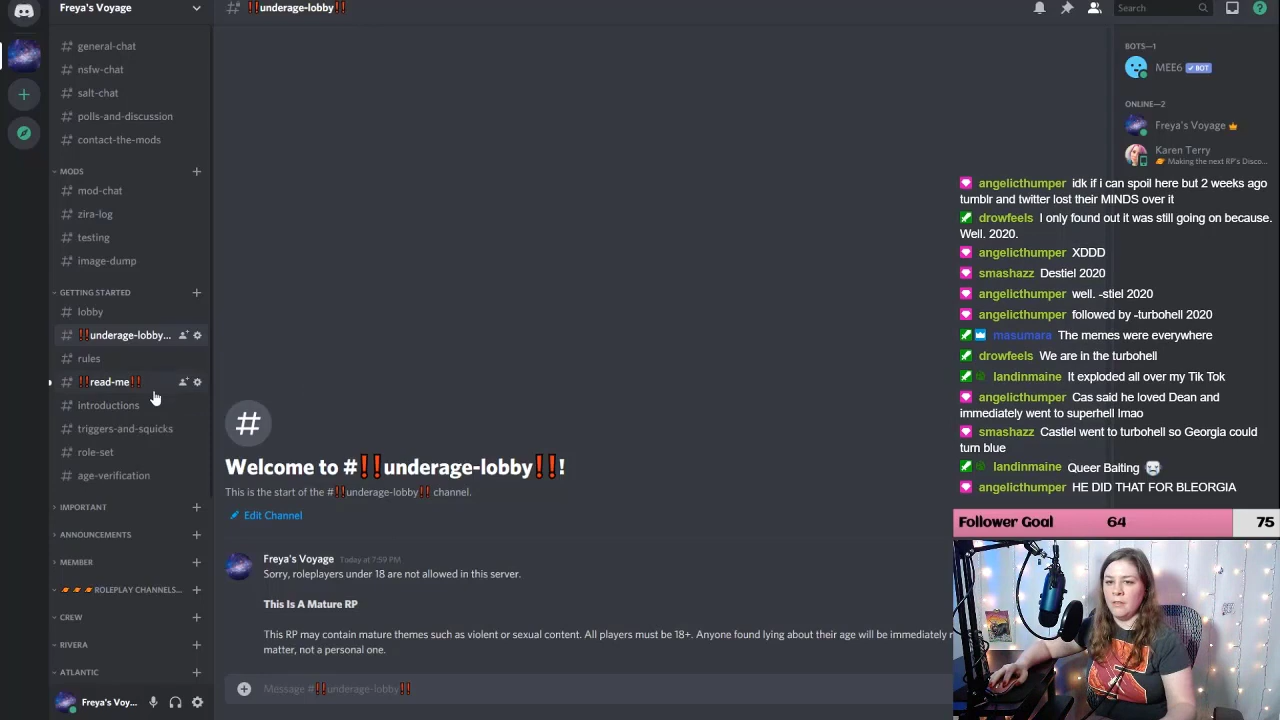 Freya's Voyage
general-chat
nsfw-chat
salt-chat
polls-and-discussion
contact-the-mods
MODS
mod-chat
zira-log
testing
image-dump
GETTING STARTED
lobby
‼️underage-lobby...
rules
‼️read-me‼️
introductions
triggers-and-squicks
role-set
age-verification
IMPORTANT
ANNOUNCEMENTS
MEMBER
🪐🪐🪐ROLEPLAY CHANNELS...
CREW
RIVERA
ATLANTIC
Freya's Voy...
# ‼️underage-lobby‼️
Search
Welcome to #‼️underage-lobby‼️!
This is the start of the #‼️underage-lobby‼️ channel.
Edit Channel
Freya's Voyage Today at 7:59 PM
Sorry, roleplayers under 18 are not allowed in this server.
This Is A Mature RP
This RP may contain mature themes such as violent or sexual content. All players must be 18+. Anyone found lying about their age will be immediately
matter, not a personal one.
Message #‼️underage-lobby‼️
BOTS—1
MEE6 ✔BOT
ONLINE—2
Freya's Voyage
Karen Terry
🪐 Making the next RP's Disco...
angelicthumper idk if i can spoil here but 2 weeks ago
tumblr and twitter lost their MINDS over it
drowfeels I only found out it was still going on because.
Well. 2020.
angelicthumper XDDD
smashazz Destiel 2020
angelicthumper well. -stiel 2020
angelicthumper followed by -turbohell 2020
masumara The memes were everywhere
drowfeels We are in the turbohell
landinmaine It exploded all over my Tik Tok
angelicthumper Cas said he loved Dean and
immediately went to superhell lmao
smashazz Castiel went to turbohell so Georgia could
turn blue
landinmaine Queer Baiting
angelicthumper HE DID THAT FOR BLEORGIA
Follower Goal 64 75